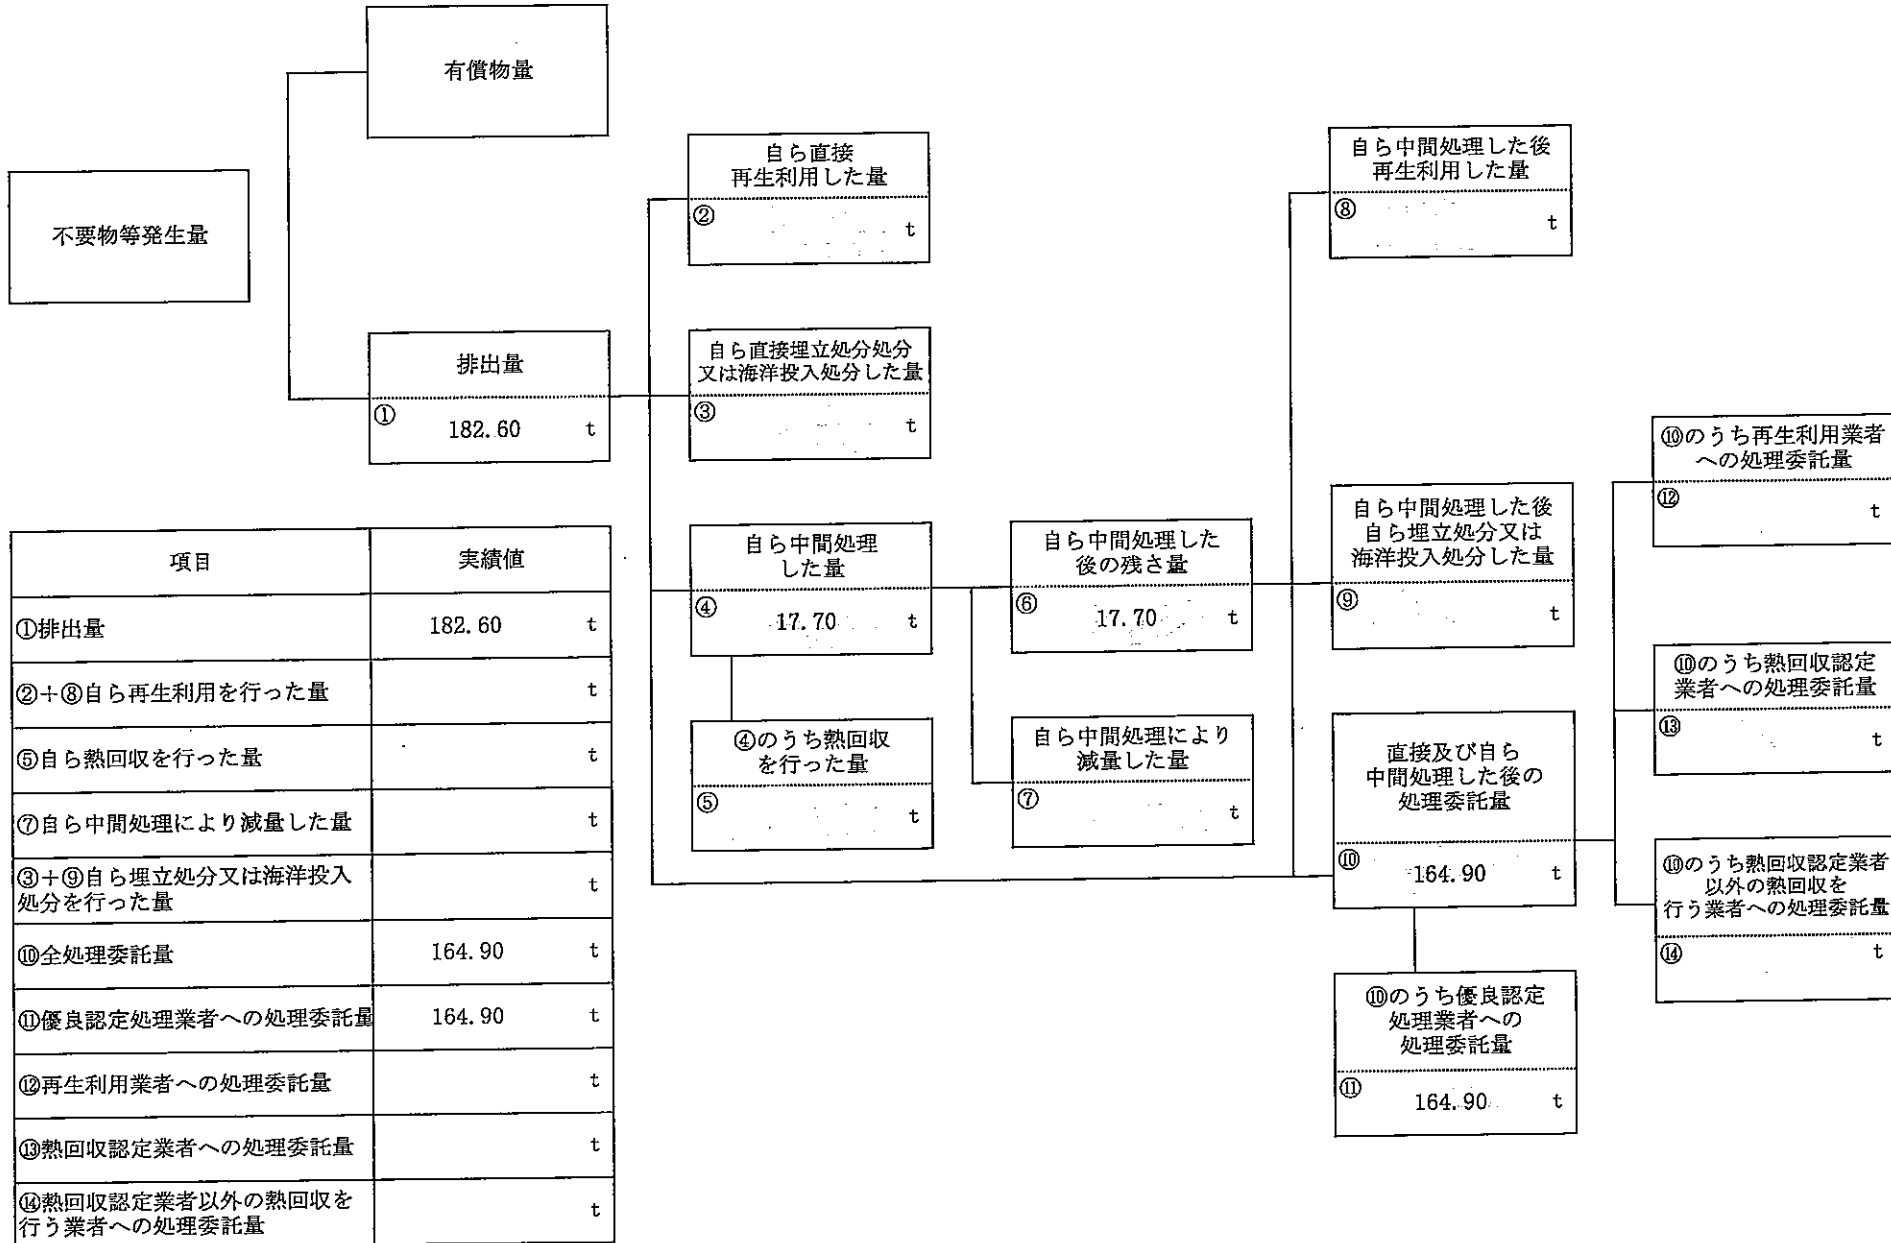 有償物量
不要物等発生量
排出量
① 182.60 t
自ら直接
再生利用した量
② t
自ら直接埋立処分処分
又は海洋投入処分した量
③ t
自ら中間処理
した量
④ 17.70 t
④のうち熱回収
を行った量
⑤ t
自ら中間処理した
後の残さ量
⑥ 17.70 t
自ら中間処理により
減量した量
⑦ t
自ら中間処理した後
再生利用した量
⑧ t
自ら中間処理した後
自ら埋立処分又は
海洋投入処分した量
⑨ t
直接及び自ら
中間処理した後の
処理委託量
⑩ 164.90 t
⑩のうち優良認定
処理業者への
処理委託量
⑪ 164.90 t
⑩のうち再生利用業者
への処理委託量
⑫ t
⑩のうち熱回収認定
業者への処理委託量
⑬ t
⑩のうち熱回収認定業者
以外の熱回収を
行う業者への処理委託量
⑭ t
項目 実績値
①排出量 182.60 t
②+⑧自ら再生利用を行った量 t
⑤自ら熱回収を行った量 t
⑦自ら中間処理により減量した量 t
③+⑨自ら埋立処分又は海洋投入
処分を行った量 t
⑩全処理委託量 164.90 t
⑪優良認定処理業者への処理委託量 164.90 t
⑫再生利用業者への処理委託量 t
⑬熱回収認定業者への処理委託量 t
⑭熱回収認定業者以外の熱回収を
行う業者への処理委託量 t